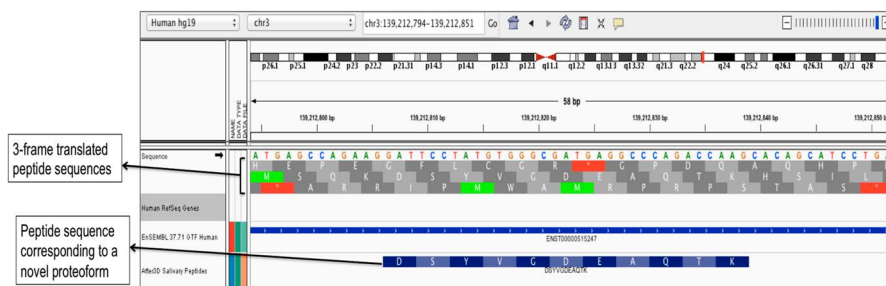 Human hg19 chr3 chr3:139,212,794-139,212,851 Go
p26.1 p25.1 p24.2 p23 p22.2 p21.31 p14.3 p14.1 p12.3 p12.1 q11.1 q12.2 q13.13 q13.32 q21.3 q22.2 q24 q25.2 q26.1 q26.31 q27.1 q28
58 bp
139,212,800 bp 139,212,810 bp 139,212,820 bp 139,212,830 bp 139,212,840 bp 139,212,850 bp
NAME
DATA TYPE
DATA FILE
3-frame translated
peptide sequences
Sequence
A T G A G C C A G A A G G A T T C C T A T G T G G G C G A T G A G G C C C A G A C C A A G C A C A G C A T C C T G
H E P E G F L C G R * G P D T Q A Q H P
M S Q K D S Y V G D E A Q T K H S I L
* A R R I P M W A M R P R P S T A S *
Human RefSeq Genes
EnSEMBL 37.71 GTF Human
ENST00000515247
Peptide sequence
corresponding to a
novel proteoform
D S Y V G D E A Q T K
DSYVGDEAQTK
After3D Salivary Peptides